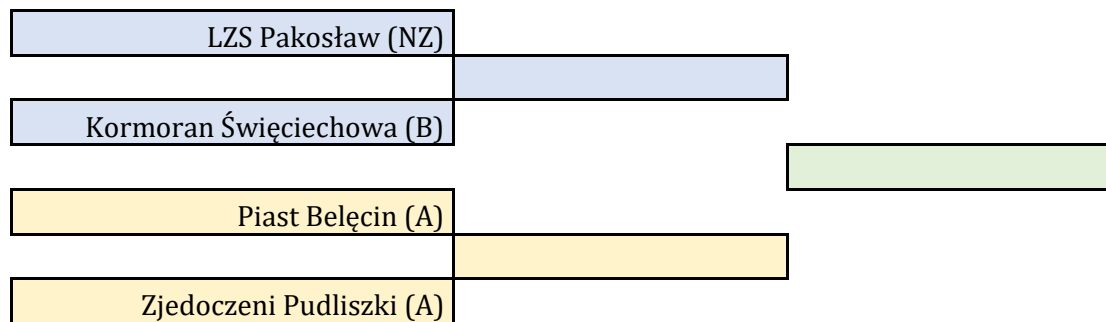 LZS Pakosław (NZ)
Kormoran Święciechowa (B)
Piast Belęcin (A)
Zjedoczeni Pudliszki (A)